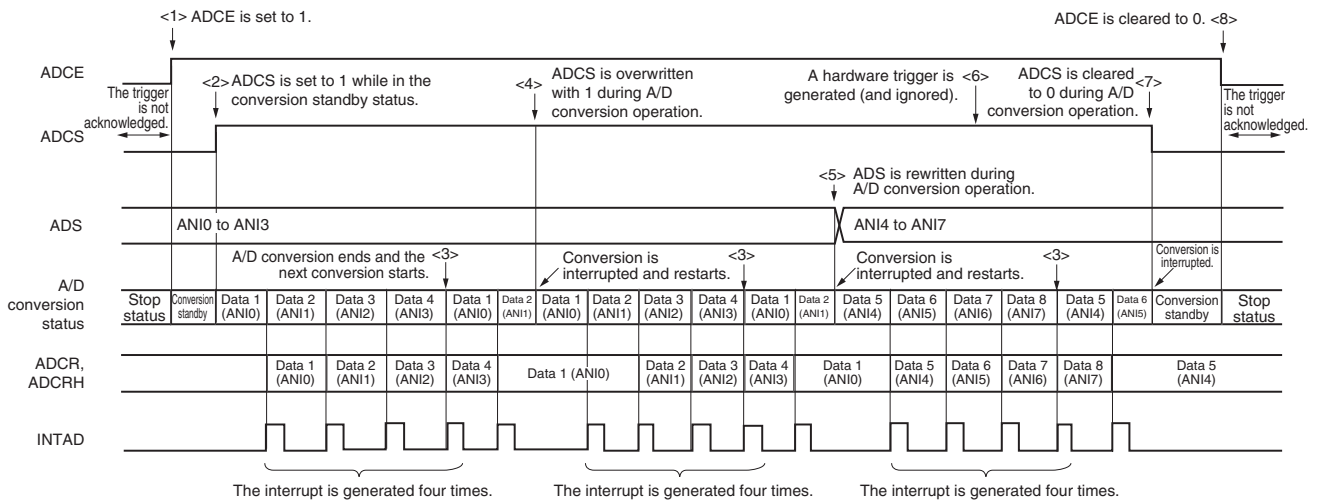 <1> ADCE is set to 1.
ADCE is cleared to 0. <8>
ADCE
The trigger
is not
acknowledged.
<2> ADCS is set to 1 while in the
conversion standby status.
<4> ADCS is overwritten
with 1 during A/D
conversion operation.
A hardware trigger is <6>
generated (and ignored).
ADCS is cleared <7>
to 0 during A/D
conversion operation.
The trigger
is not
acknowledged.
ADCS
<5> ADS is rewritten during
A/D conversion operation.
ADS
ANI0 to ANI3
ANI4 to ANI7
A/D conversion ends and the <3>
next conversion starts.
Conversion is
interrupted and restarts.
<3>
Conversion is
interrupted and restarts.
<3>
Conversion is
interrupted.
A/D
conversion
status
Stop
status
Conversion
standby
Data 1
(ANI0)
Data 2
(ANI1)
Data 3
(ANI2)
Data 4
(ANI3)
Data 1
(ANI0)
Data 2
(ANI1)
Data 1
(ANI0)
Data 2
(ANI1)
Data 3
(ANI2)
Data 4
(ANI3)
Data 1
(ANI0)
Data 2
(ANI1)
Data 5
(ANI4)
Data 6
(ANI5)
Data 7
(ANI6)
Data 8
(ANI7)
Data 5
(ANI4)
Data 6
(ANI5)
Conversion
standby
Stop
status
ADCR,
ADCRH
Data 1
(ANI0)
Data 2
(ANI1)
Data 3
(ANI2)
Data 4
(ANI3)
Data 1 (ANI0)
Data 2
(ANI1)
Data 3
(ANI2)
Data 4
(ANI3)
Data 1
(ANI0)
Data 5
(ANI4)
Data 6
(ANI5)
Data 7
(ANI6)
Data 8
(ANI7)
Data 5
(ANI4)
INTAD
The interrupt is generated four times.
The interrupt is generated four times.
The interrupt is generated four times.